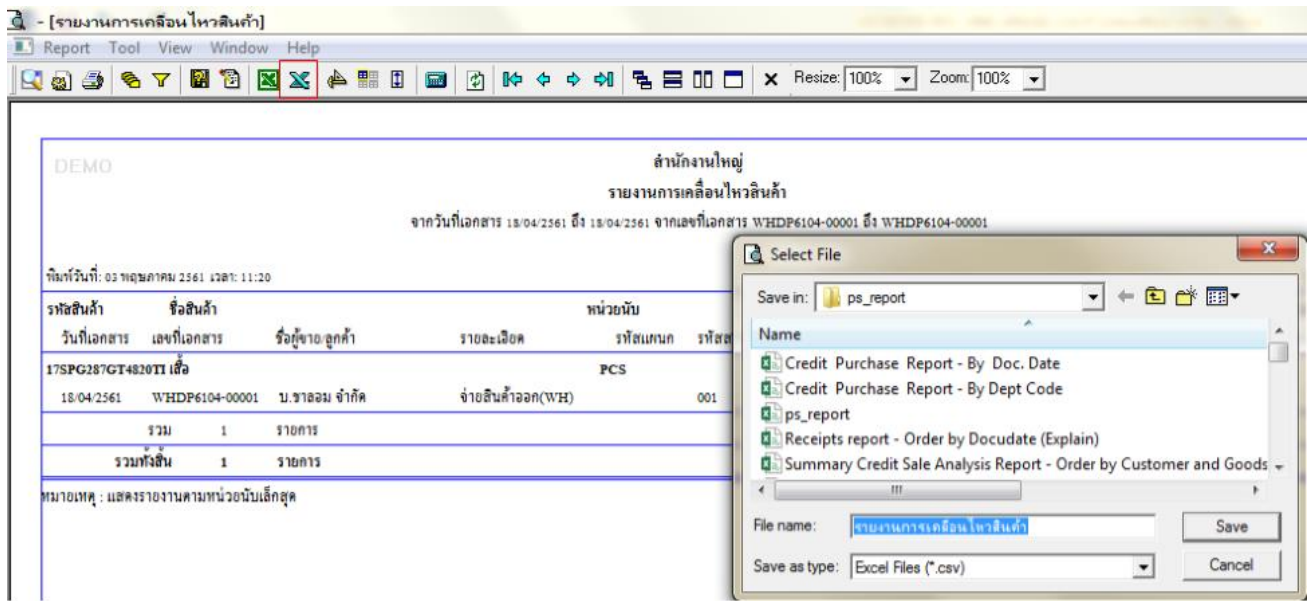 - [รายงานการเคลื่อนไหวสินค้า]
Report Tool View Window Help
Resize: 100% Zoom: 100%
DEMO
สำนักงานใหญ่
รายงานการเคลื่อนไหวสินค้า
จากวันที่เอกสาร 18/04/2561 ถึง 18/04/2561 จากเลขที่เอกสาร WHDP6104-00001 ถึง WHDP6104-00001
พิมพ์วันที่: 03 พฤษภาคม 2561 เวลา: 11:20
รหัสสินค้า ชื่อสินค้า หน่วยนับ
วันที่เอกสาร เลขที่เอกสาร ชื่อผู้ขาย/ลูกค้า รายละเอียด รหัสแผนก
17SPG287GT4820TI เสื้อ PCS
18/04/2561 WHDP6104-00001 บ.ชาลอม จำกัด จ่ายสินค้าออก(WH) 001
รวม 1 รายการ
รวมทั้งสิ้น 1 รายการ
หมายเหตุ : แสดงรายงานตามหน่วยนับเล็กสุด
Select File
Save in: ps_report
Name
Credit Purchase Report - By Doc. Date
Credit Purchase Report - By Dept Code
ps_report
Receipts report - Order by Docudate (Explain)
Summary Credit Sale Analysis Report - Order by Customer and Goods
File name: รายงานการเคลื่อนไหวสินค้า Save
Save as type: Excel Files (*.csv) Cancel